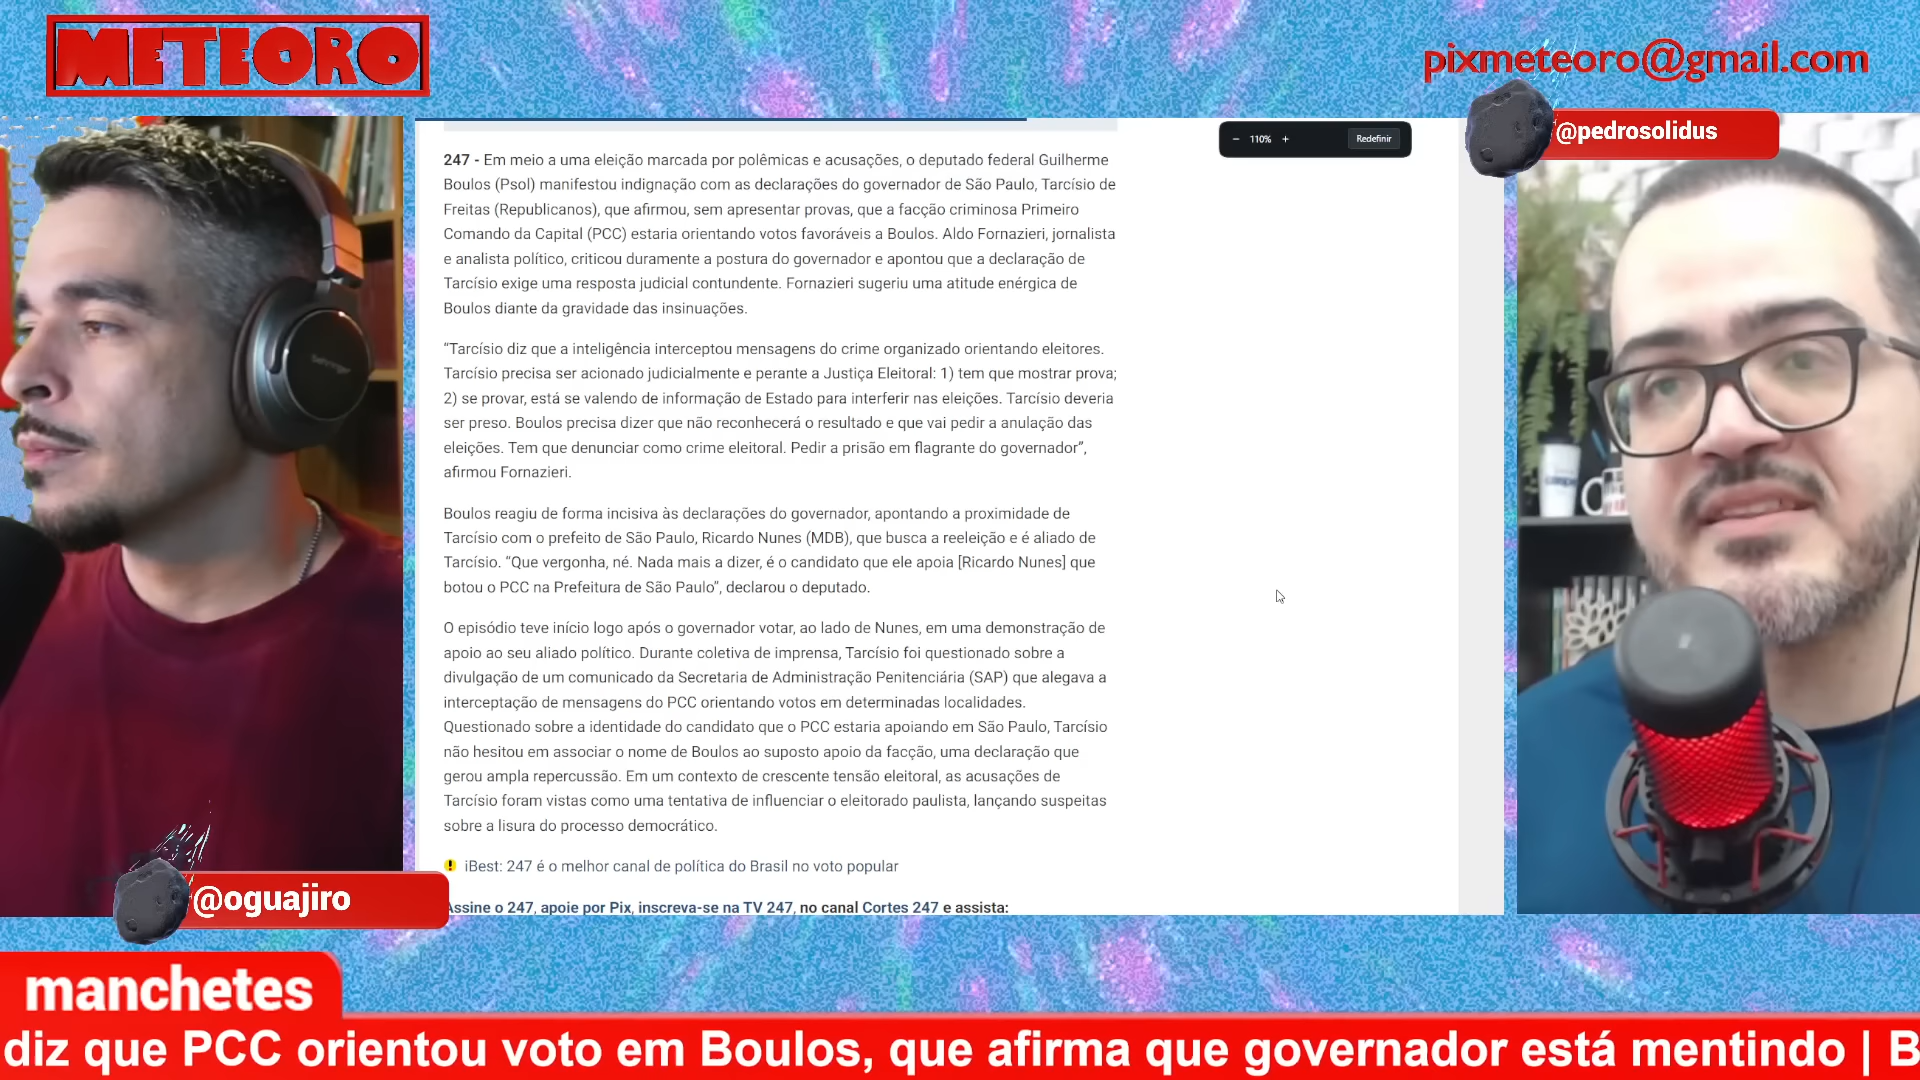 METEORO
pixmeteoro@gmail.com
@pedrosolidus
− 110% + Redefinir
247 - Em meio a uma eleição marcada por polêmicas e acusações, o deputado federal Guilherme
Boulos (Psol) manifestou indignação com as declarações do governador de São Paulo, Tarcísio de
Freitas (Republicanos), que afirmou, sem apresentar provas, que a facção criminosa Primeiro
Comando da Capital (PCC) estaria orientando votos favoráveis a Boulos. Aldo Fornazieri, jornalista
e analista político, criticou duramente a postura do governador e apontou que a declaração de
Tarcísio exige uma resposta judicial contundente. Fornazieri sugeriu uma atitude enérgica de
Boulos diante da gravidade das insinuações.
“Tarcísio diz que a inteligência interceptou mensagens do crime organizado orientando eleitores.
Tarcísio precisa ser acionado judicialmente e perante a Justiça Eleitoral: 1) tem que mostrar prova;
2) se provar, está se valendo de informação de Estado para interferir nas eleições. Tarcísio deveria
ser preso. Boulos precisa dizer que não reconhecerá o resultado e que vai pedir a anulação das
eleições. Tem que denunciar como crime eleitoral. Pedir a prisão em flagrante do governador”,
afirmou Fornazieri.
Boulos reagiu de forma incisiva às declarações do governador, apontando a proximidade de
Tarcísio com o prefeito de São Paulo, Ricardo Nunes (MDB), que busca a reeleição e é aliado de
Tarcísio. “Que vergonha, né. Nada mais a dizer, é o candidato que ele apoia [Ricardo Nunes] que
botou o PCC na Prefeitura de São Paulo”, declarou o deputado.
O episódio teve início logo após o governador votar, ao lado de Nunes, em uma demonstração de
apoio ao seu aliado político. Durante coletiva de imprensa, Tarcísio foi questionado sobre a
divulgação de um comunicado da Secretaria de Administração Penitenciária (SAP) que alegava a
interceptação de mensagens do PCC orientando votos em determinadas localidades.
Questionado sobre a identidade do candidato que o PCC estaria apoiando em São Paulo, Tarcísio
não hesitou em associar o nome de Boulos ao suposto apoio da facção, uma declaração que
gerou ampla repercussão. Em um contexto de crescente tensão eleitoral, as acusações de
Tarcísio foram vistas como uma tentativa de influenciar o eleitorado paulista, lançando suspeitas
sobre a lisura do processo democrático.
iBest: 247 é o melhor canal de política do Brasil no voto popular
Assine o 247, apoie por Pix, inscreva-se na TV 247, no canal Cortes 247 e assista:
behringer
@oguajiro
manchetes
diz que PCC orientou voto em Boulos, que afirma que governador está mentindo | B